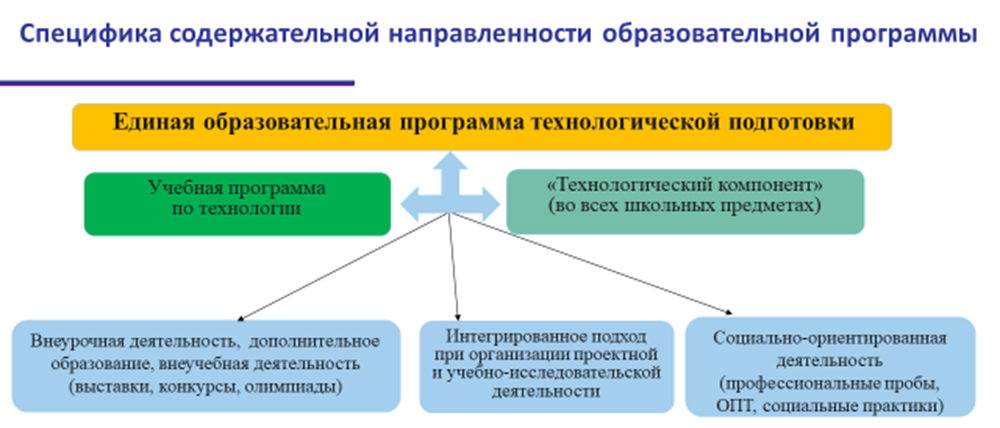 Специфика содержательной направленности образовательной программы
Единая образовательная программа технологической подготовки
Учебная программа
по технологии
«Технологический компонент»
(во всех школьных предметах)
Внеурочная деятельность, дополнительное
образование, внеучебная деятельность
(выставки, конкурсы, олимпиады)
Интегрированное подход
при организации проектной
и учебно-исследовательской
деятельности
Социально-ориентированная
деятельность
(профессиональные пробы,
ОПТ, социальные практики)